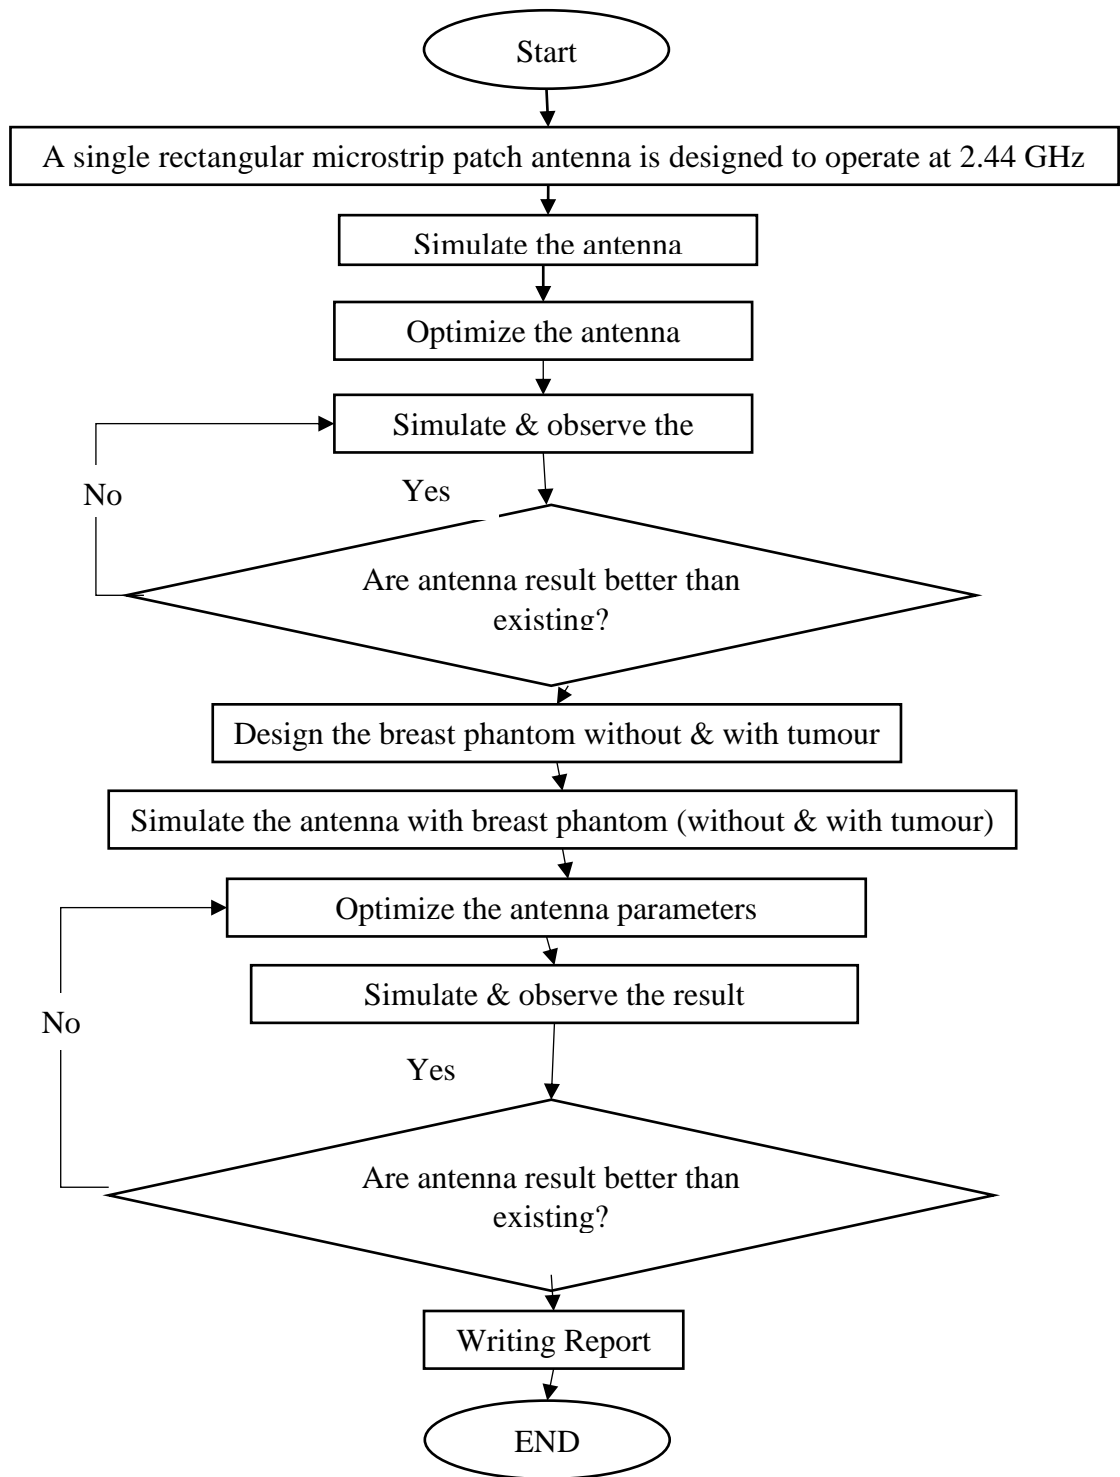 Start
A single rectangular microstrip patch antenna is designed to operate at 2.44 GHz
Simulate the antenna
Optimize the antenna
Simulate & observe the
No
Yes
Are antenna result better than
existing?
Design the breast phantom without & with tumour
Simulate the antenna with breast phantom (without & with tumour)
Optimize the antenna parameters
Simulate & observe the result
No
Yes
Are antenna result better than
existing?
Writing Report
END